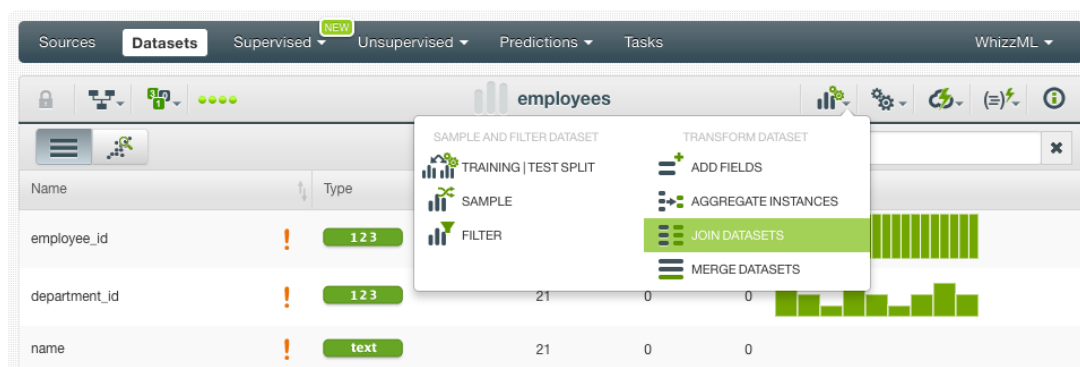 NEW
Sources Datasets Supervised Unsupervised Predictions Tasks WhizzML
employees
SAMPLE AND FILTER DATASET TRANSFORM DATASET
TRAINING | TEST SPLIT ADD FIELDS
SAMPLE AGGREGATE INSTANCES
FILTER JOIN DATASETS
MERGE DATASETS
Name Type
employee_id 123
department_id 123 21 0 0
name text 21 0 0